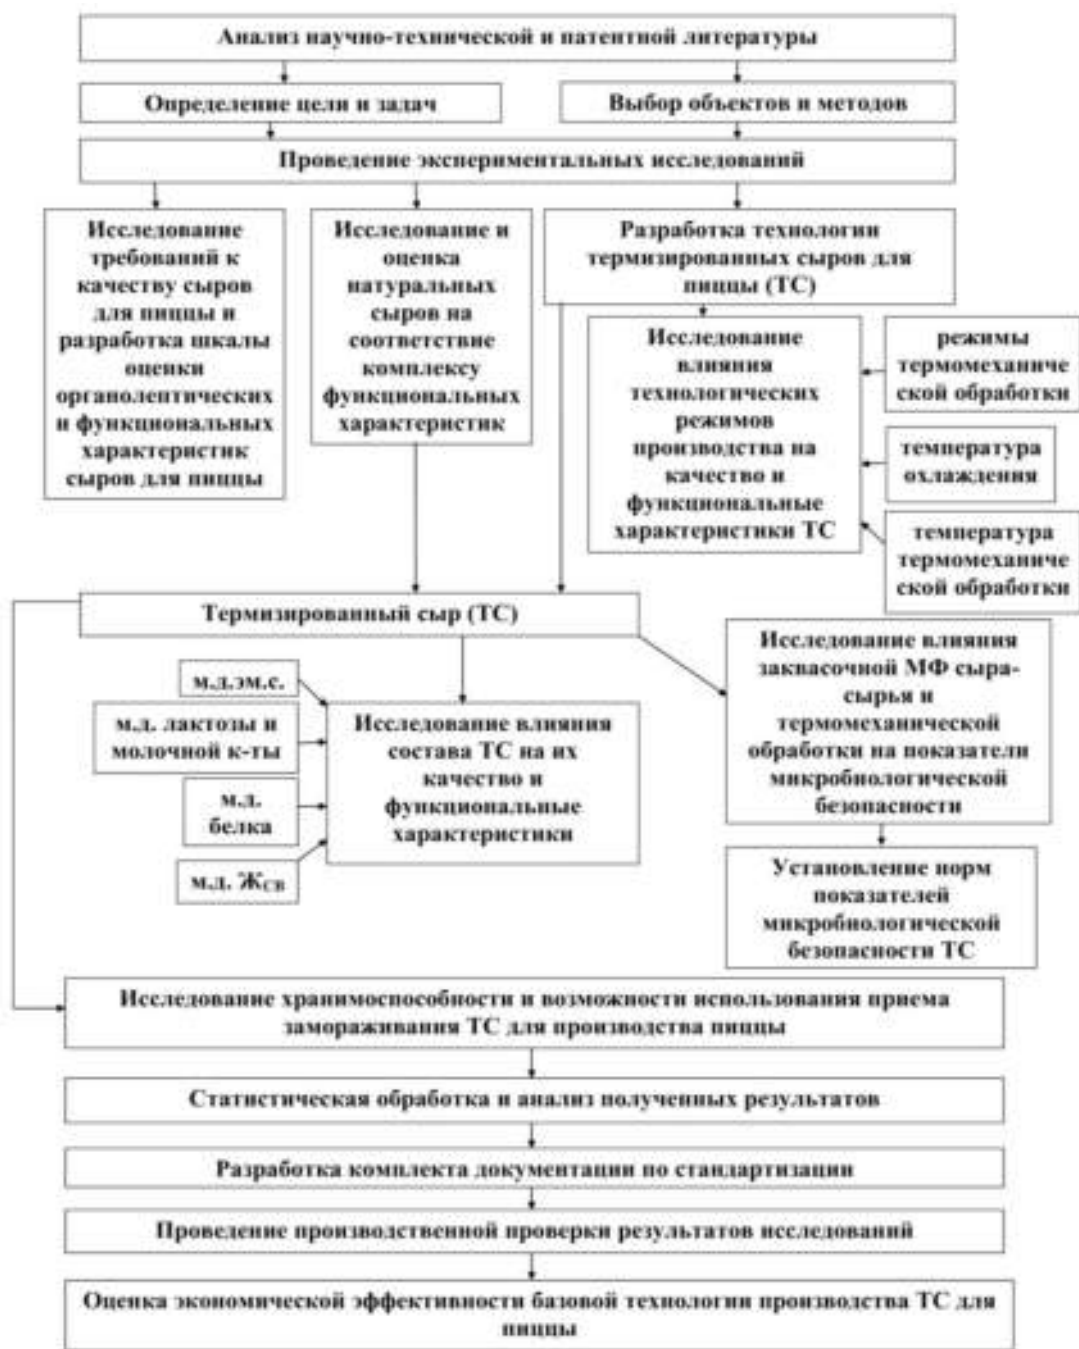 Анализ научно-технической и патентной литературы
Определение цели и задач
Выбор объектов и методов
Проведение экспериментальных исследований
Исследование
требований к
качеству сыров
для пиццы и
разработка шкалы
оценки
органолептических
и функциональных
характеристик
сыров для пиццы
Исследование и
оценка
натуральных
сыров на
соответствие
комплексу
функциональных
характеристик
Разработка технологии
термизированных сыров для
пиццы (ТС)
Исследование
влияния
технологических
режимов
производства на
качество и
функциональные
характеристики ТС
режимы
термомеханиче
ской обработки
температура
охлаждения
температура
термомеханиче
ской обработки
Термизированный сыр (ТС)
м.д.эм.с.
м.д. лактозы и
молочной к-ты
м.д.
белка
м.д. Жсв
Исследование влияния
состава ТС на их
качество и
функциональные
характеристики
Исследование влияния
заквасочной МФ сыра-
сырья и
термомеханической
обработки на показатели
микробиологической
безопасности
Установление норм
показателей
микробиологической
безопасности ТС
Исследование хранимоспособности и возможности использования приема
замораживания ТС для производства пиццы
Статистическая обработка и анализ полученных результатов
Разработка комплекта документации по стандартизации
Проведение производственной проверки результатов исследований
Оценка экономической эффективности базовой технологии производства ТС для
пиццы